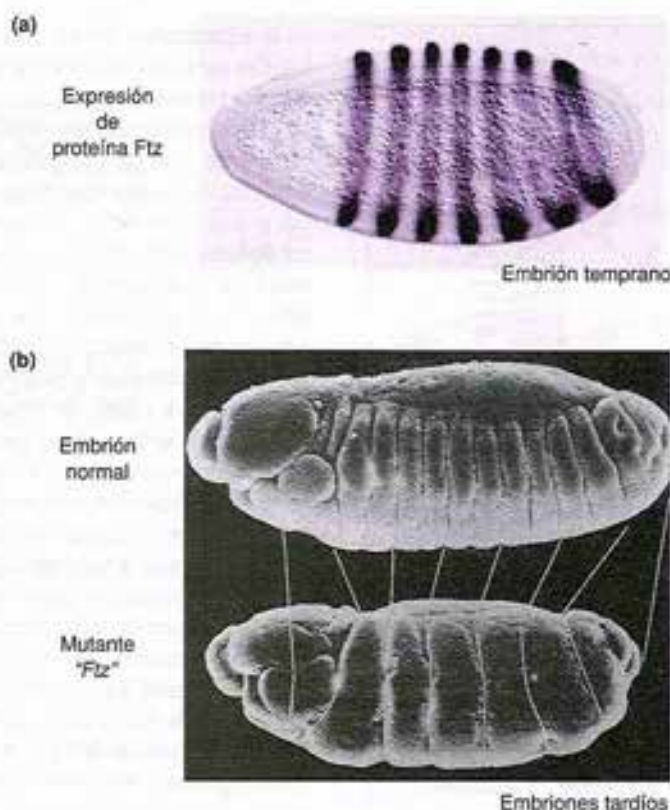 (a)
Expresión
de
proteína Ftz
Embrión temprano
(b)
Embrión
normal
Mutante
"Ftz"
Embriones tardíos